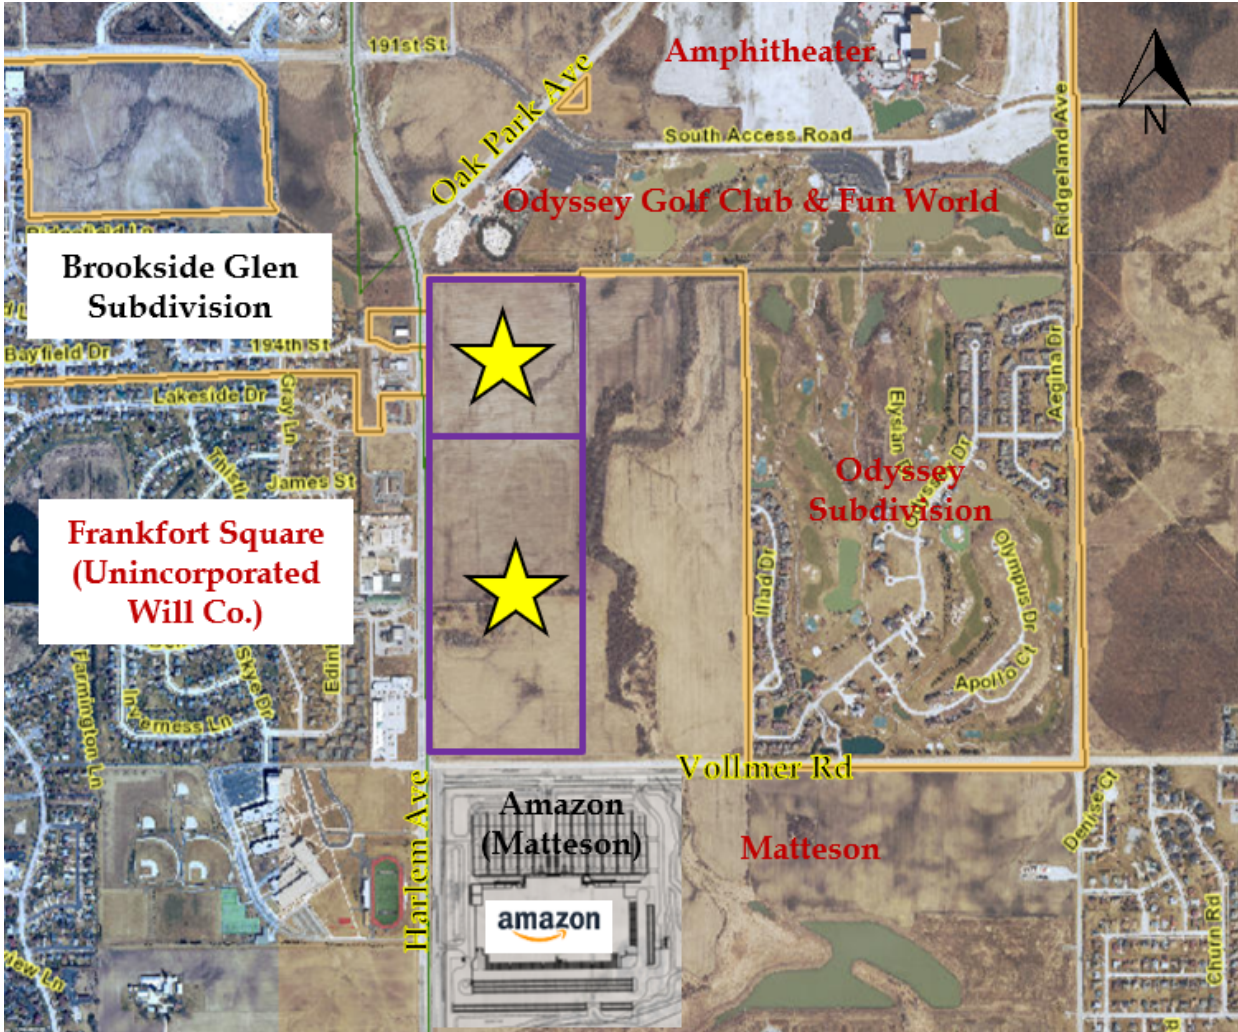 191st St
Amphitheater
Oak Park Ave
South Access Road
Ridgeland Ave
N
Odyssey Golf Club & Fun World
Brookside Glen
Subdivision
194th St
Bayfield Dr
Lakeside Dr
Gray Ln
Aegina Dr
Elysian
Odyssey Dr
Odyssey
Subdivision
James St
Frankfort Square
(Unincorporated
Will Co.)
Iliad Dr
Olympus Dr
Apollo Ct
Skye Dr
Inverness Ln
Farmington Ln
Vollmer Rd
Harlem Ave
Amazon
(Matteson)
Matteson
Denise Ct
Churn Rd
amazon
view Ln